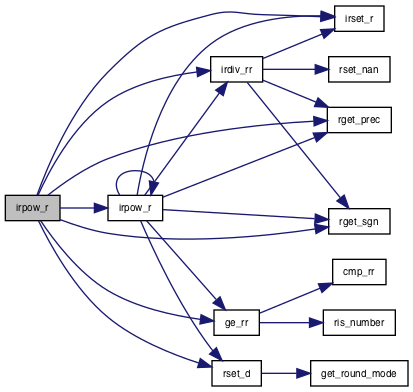 irpow_r
irpow_r
irdiv_rr
ge_rr
rset_d
irset_r
rset_nan
rget_prec
rget_sgn
cmp_rr
ris_number
get_round_mode